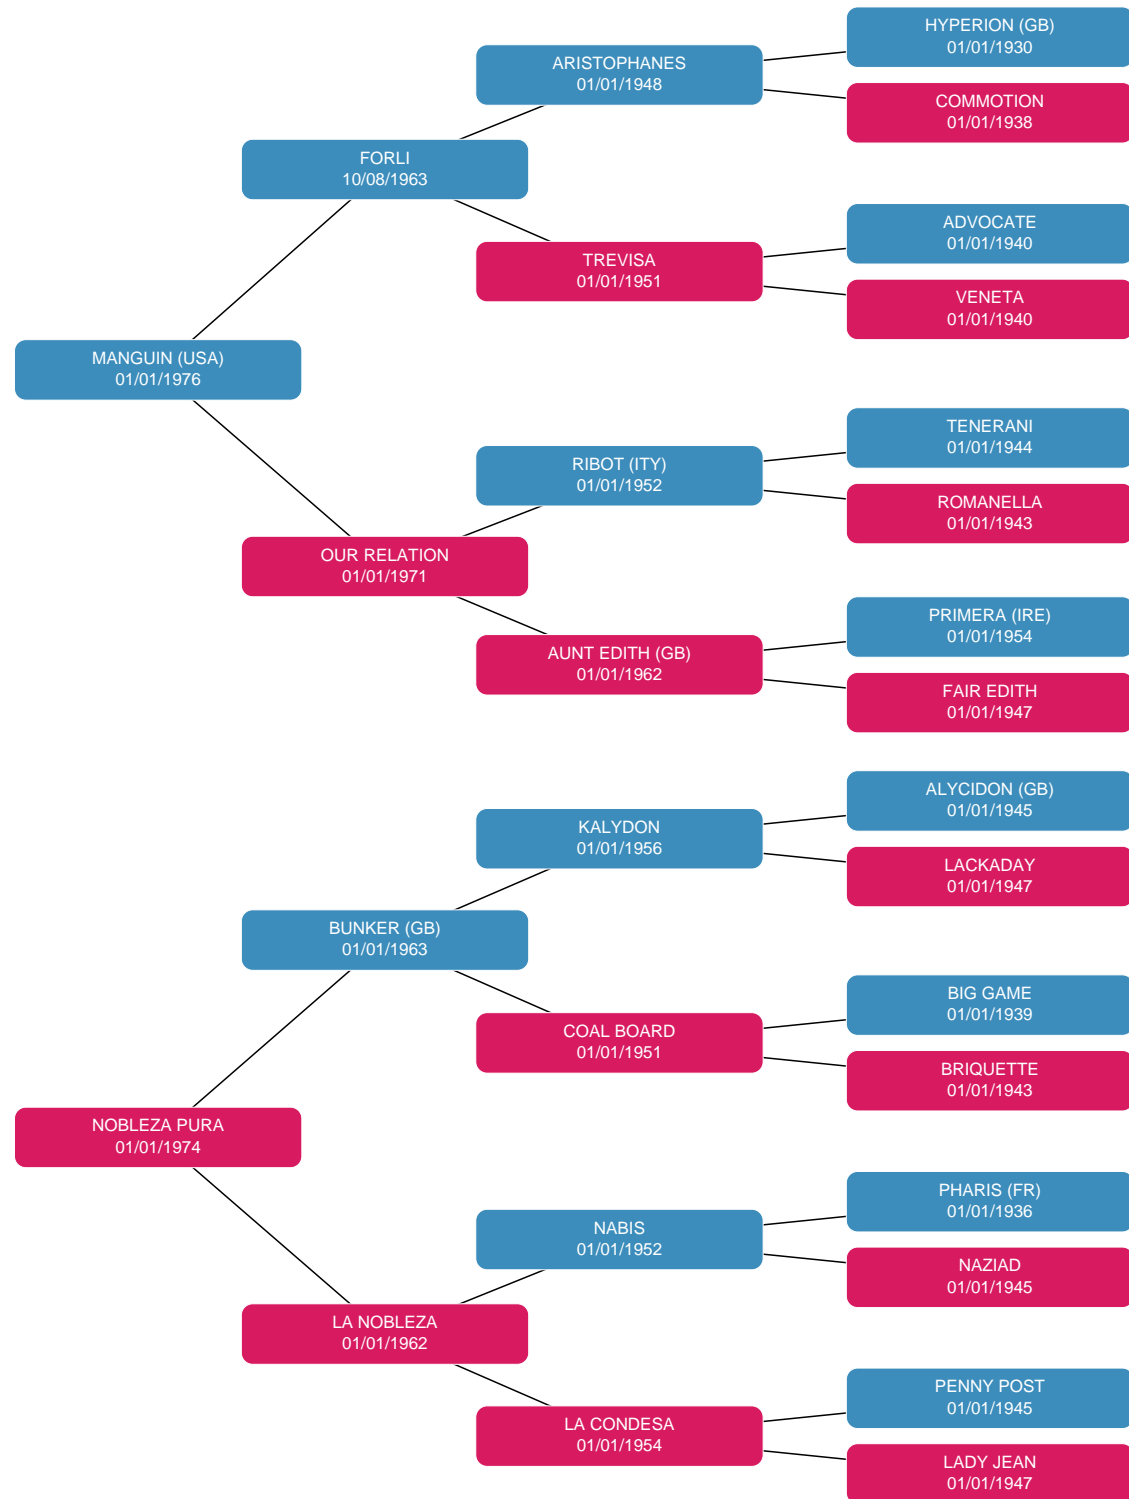 HYPERION (GB)
01/01/1930
ARISTOPHANES
01/01/1948
COMMOTION
01/01/1938
FORLI
10/08/1963
ADVOCATE
01/01/1940
TREVISA
01/01/1951
VENETA
01/01/1940
MANGUIN (USA)
01/01/1976
TENERANI
01/01/1944
RIBOT (ITY)
01/01/1952
ROMANELLA
01/01/1943
OUR RELATION
01/01/1971
PRIMERA (IRE)
01/01/1954
AUNT EDITH (GB)
01/01/1962
FAIR EDITH
01/01/1947
ALYCIDON (GB)
01/01/1945
KALYDON
01/01/1956
LACKADAY
01/01/1947
BUNKER (GB)
01/01/1963
BIG GAME
01/01/1939
COAL BOARD
01/01/1951
BRIQUETTE
01/01/1943
NOBLEZA PURA
01/01/1974
PHARIS (FR)
01/01/1936
NABIS
01/01/1952
NAZIAD
01/01/1945
LA NOBLEZA
01/01/1962
PENNY POST
01/01/1945
LA CONDESA
01/01/1954
LADY JEAN
01/01/1947